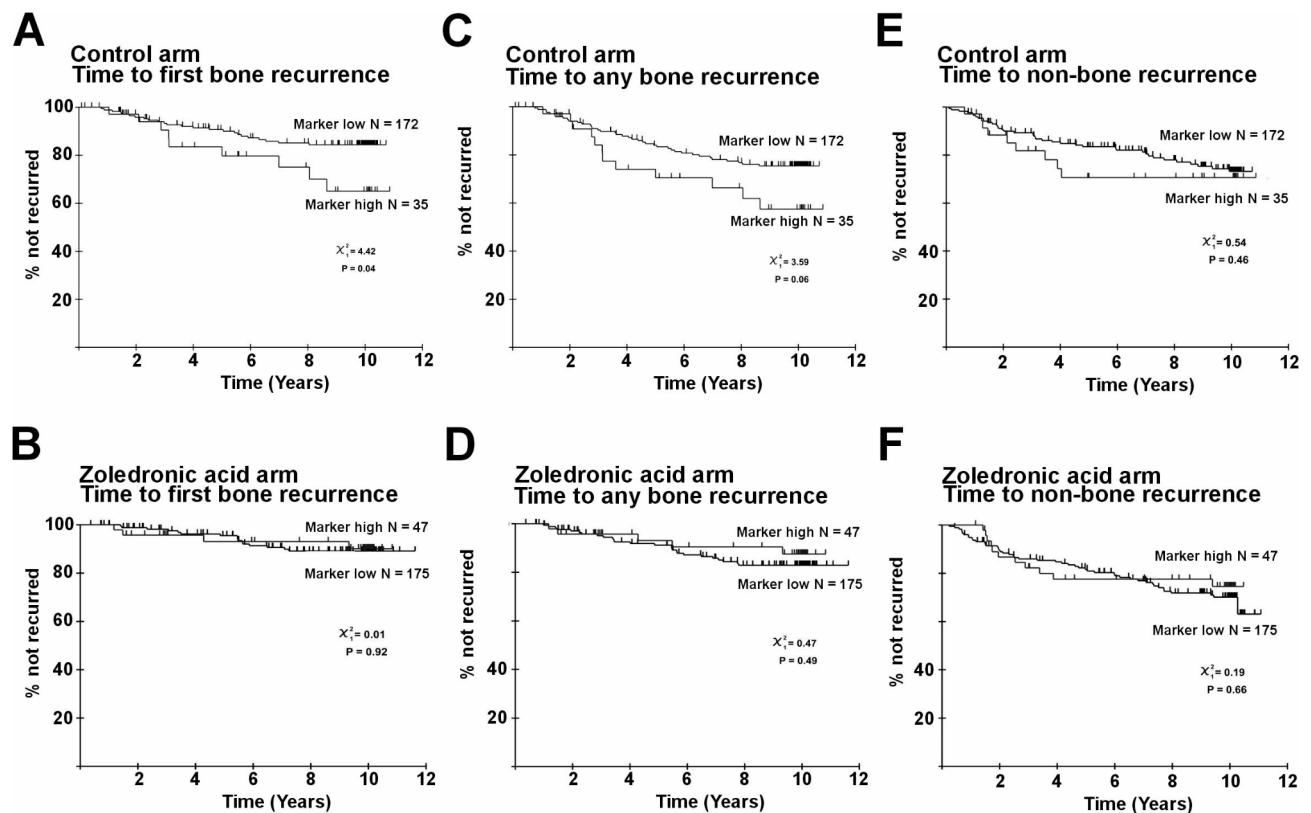 A
Control arm
Time to first bone recurrence
% not recurred
100
80
60
40
20
Marker low N = 172
Marker high N = 35
χ²₁ = 4.42
P = 0.04
2 4 6 8 10 12
Time (Years)
C
Control arm
Time to any bone recurrence
% not recurred
40
20
Marker low N = 172
Marker high N = 35
χ²₁ = 3.59
P = 0.06
2 4 6 8 10 12
Time (Years)
E
Control arm
Time to non-bone recurrence
% not recurred
40
20
Marker low N = 172
Marker high N = 35
χ²₁ = 0.54
P = 0.46
2 4 6 8 10 12
Time (Years)
B
Zoledronic acid arm
Time to first bone recurrence
% not recurred
100
80
60
40
20
Marker high N = 47
Marker low N = 175
χ²₁ = 0.01
P = 0.92
2 4 6 8 10 12
Time (Years)
D
Zoledronic acid arm
Time to any bone recurrence
% not recurred
40
20
Marker high N = 47
Marker low N = 175
χ²₁ = 0.47
P = 0.49
2 4 6 8 10 12
Time (Years)
F
Zoledronic acid arm
Time to non-bone recurrence
% not recurred
40
20
Marker high N = 47
Marker low N = 175
χ²₁ = 0.19
P = 0.66
2 4 6 8 10 12
Time (Years)